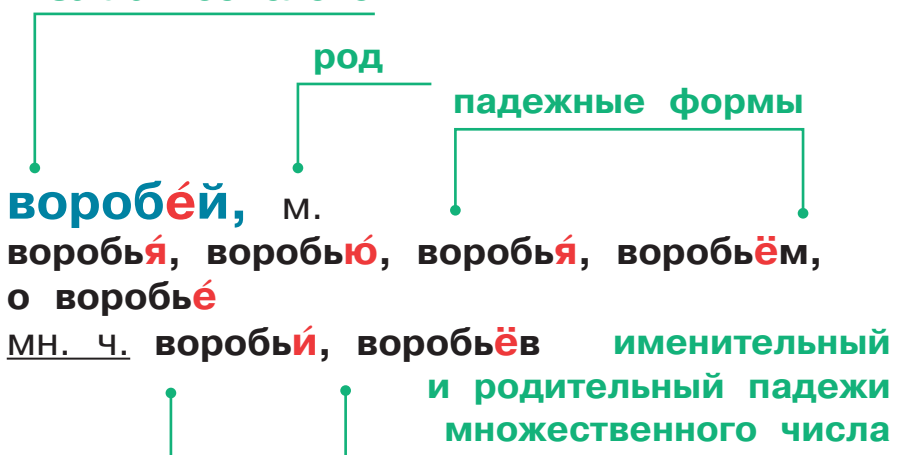 род
падежные формы
воробе́й, м.
воробья́, воробью́, воробья́, воробьём,
о воробье́
мн. ч. воробьи́, воробьёв именительный
и родительный падежи
множественного числа